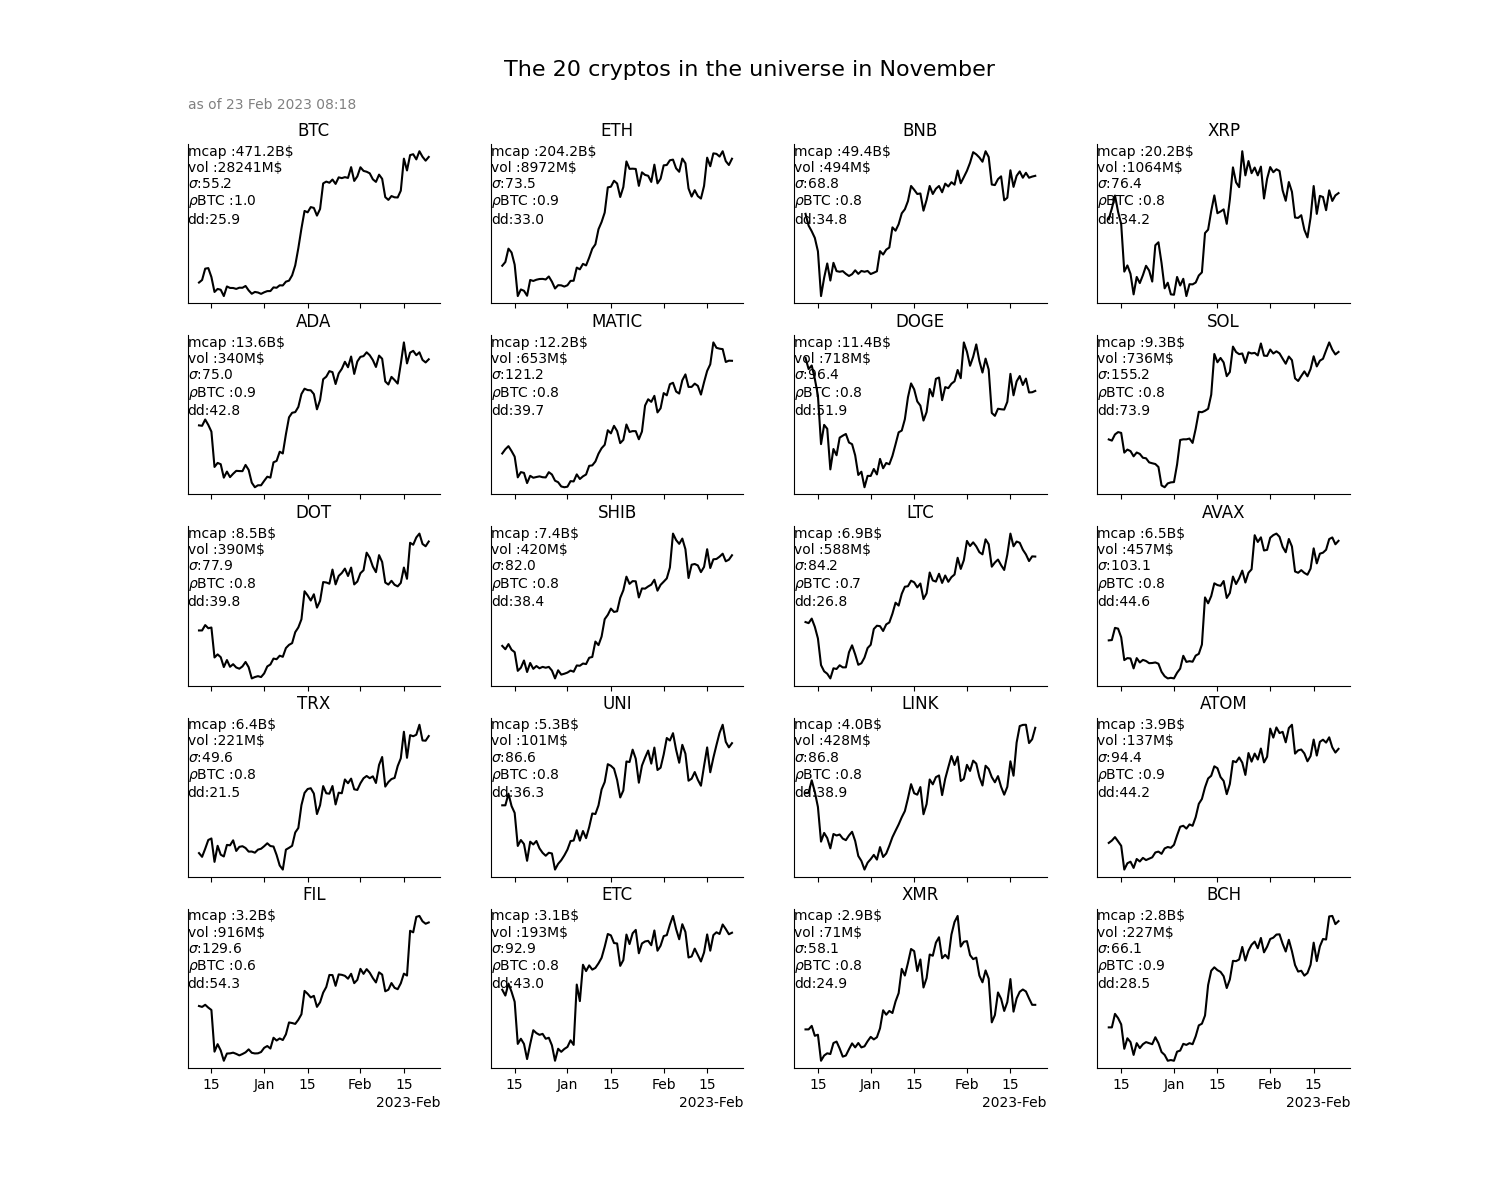 The 20 cryptos in the universe in November
as of 23 Feb 2023 08:18
BTC
mcap :471.2B$
vol :28241M$
σ:55.2
ρBTC :1.0
dd:25.9
ETH
mcap :204.2B$
vol :8972M$
σ:73.5
ρBTC :0.9
dd:33.0
BNB
mcap :49.4B$
vol :494M$
σ:68.8
ρBTC :0.8
dd:34.8
XRP
mcap :20.2B$
vol :1064M$
σ:76.4
ρBTC :0.8
dd:34.2
ADA
mcap :13.6B$
vol :340M$
σ:75.0
ρBTC :0.9
dd:42.8
MATIC
mcap :12.2B$
vol :653M$
σ:121.2
ρBTC :0.8
dd:39.7
DOGE
mcap :11.4B$
vol :718M$
σ:96.4
ρBTC :0.8
dd:51.9
SOL
mcap :9.3B$
vol :736M$
σ:155.2
ρBTC :0.8
dd:73.9
DOT
mcap :8.5B$
vol :390M$
σ:77.9
ρBTC :0.8
dd:39.8
SHIB
mcap :7.4B$
vol :420M$
σ:82.0
ρBTC :0.8
dd:38.4
LTC
mcap :6.9B$
vol :588M$
σ:84.2
ρBTC :0.7
dd:26.8
AVAX
mcap :6.5B$
vol :457M$
σ:103.1
ρBTC :0.8
dd:44.6
TRX
mcap :6.4B$
vol :221M$
σ:49.6
ρBTC :0.8
dd:21.5
UNI
mcap :5.3B$
vol :101M$
σ:86.6
ρBTC :0.8
dd:36.3
LINK
mcap :4.0B$
vol :428M$
σ:86.8
ρBTC :0.8
dd:38.9
ATOM
mcap :3.9B$
vol :137M$
σ:94.4
ρBTC :0.9
dd:44.2
FIL
mcap :3.2B$
vol :916M$
σ:129.6
ρBTC :0.6
dd:54.3
15 Jan 15 Feb 15
2023-Feb
ETC
mcap :3.1B$
vol :193M$
σ:92.9
ρBTC :0.8
dd:43.0
15 Jan 15 Feb 15
2023-Feb
XMR
mcap :2.9B$
vol :71M$
σ:58.1
ρBTC :0.8
dd:24.9
15 Jan 15 Feb 15
2023-Feb
BCH
mcap :2.8B$
vol :227M$
σ:66.1
ρBTC :0.9
dd:28.5
15 Jan 15 Feb 15
2023-Feb